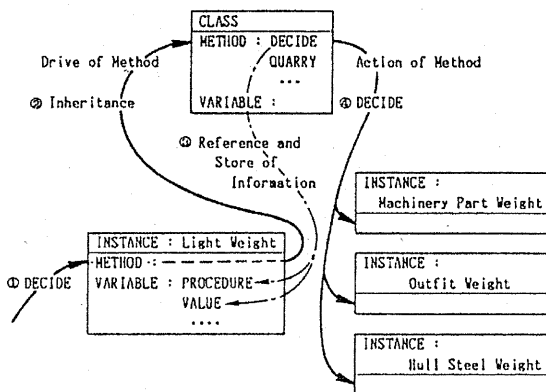 CLASS
METHOD : DECIDE
QUARRY
...
VARIABLE :
Drive of Method
② Inheritance
Action of Method
④ DECIDE
③ Reference and
Store of
Information
INSTANCE : Light Weight
METHOD :
VARIABLE : PROCEDURE
VALUE
....
① DECIDE
INSTANCE :
Machinery Part Weight
INSTANCE :
Outfit Weight
INSTANCE :
Hull Steel Weight